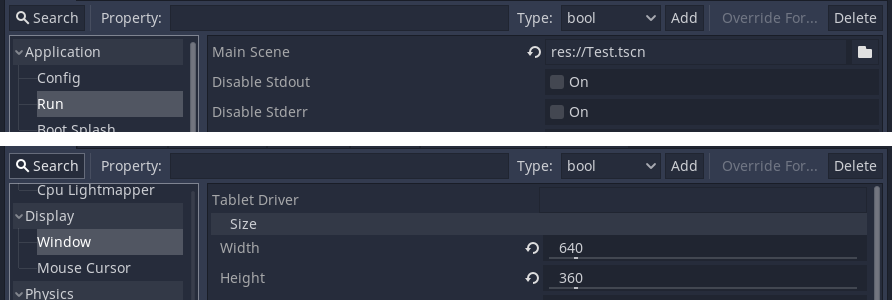 Search Property: Type: bool Add Override For... Delete
Application Main Scene res://Test.tscn
Config Disable Stdout On
Run Disable Stderr On
Boot Splash
Search Property: Type: bool Add Override For... Delete
Cpu Lightmapper Tablet Driver
Display Size
Window Width 640
Mouse Cursor Height 360
Physics